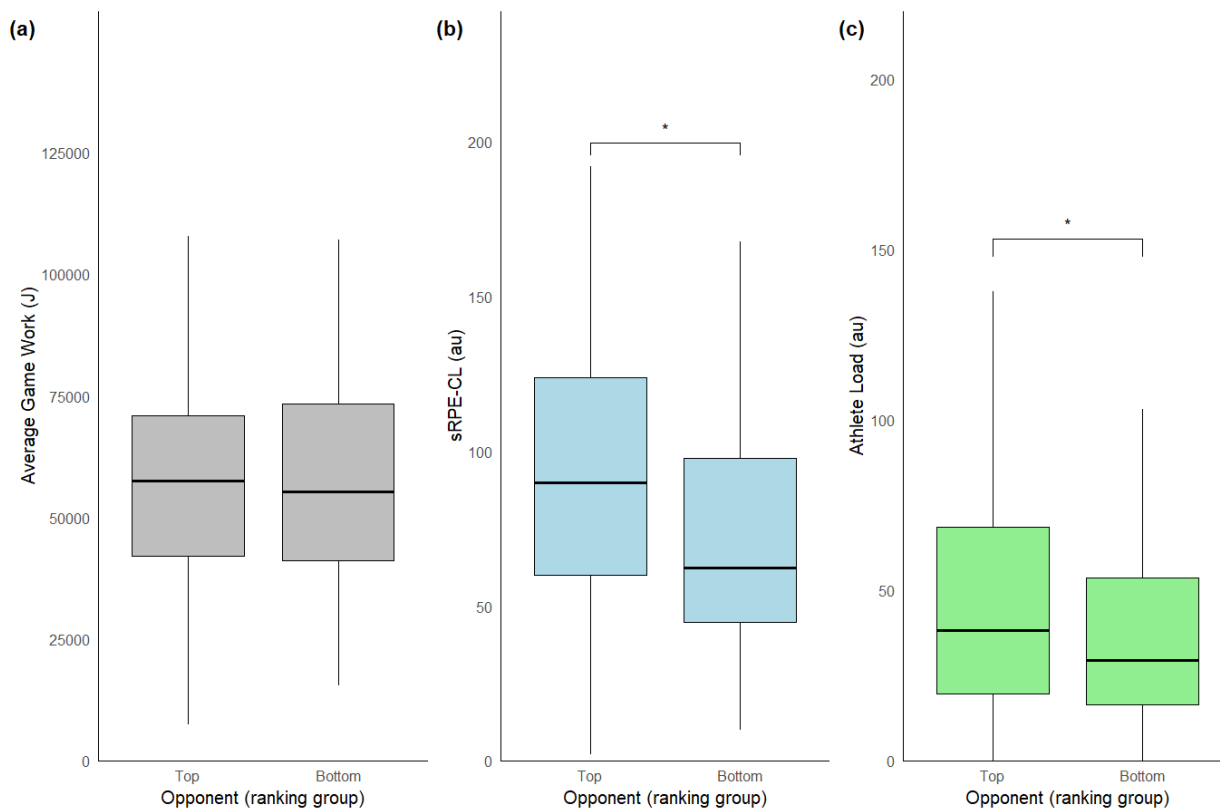 (a)
Average Game Work (J)
125000
100000
75000
50000
25000
0
Top
Bottom
Opponent (ranking group)
(b)
sRPE-CL (au)
200
150
100
50
0
*
Top
Bottom
Opponent (ranking group)
(c)
Athlete Load (au)
200
150
100
50
0
*
Top
Bottom
Opponent (ranking group)